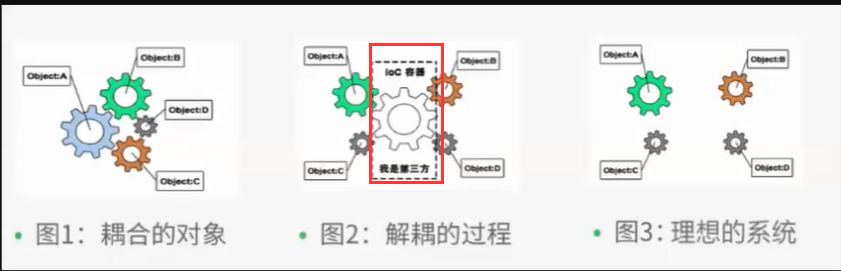 Object:A
Object:B
Object:D
Object:C
• 图1：耦合的对象
Object:A
IoC 容器
Object:B
Object:C
我是第三方
Object:D
• 图2：解耦的过程
Object:A
Object:B
Object:C
Object:D
• 图3：理想的系统